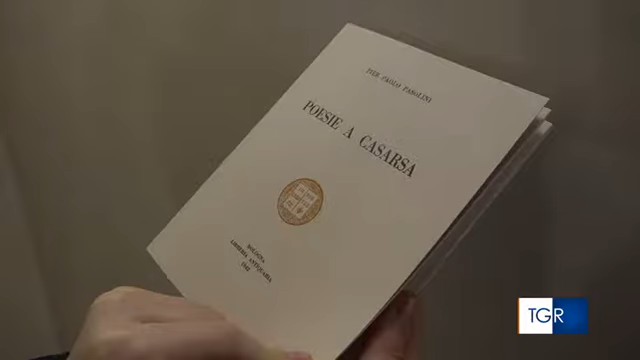 PIER PAOLO PASOLINI
POESIE A CASARSA
BOLOGNA
LIBRERIA ANTIQUARIA
1942
TGR